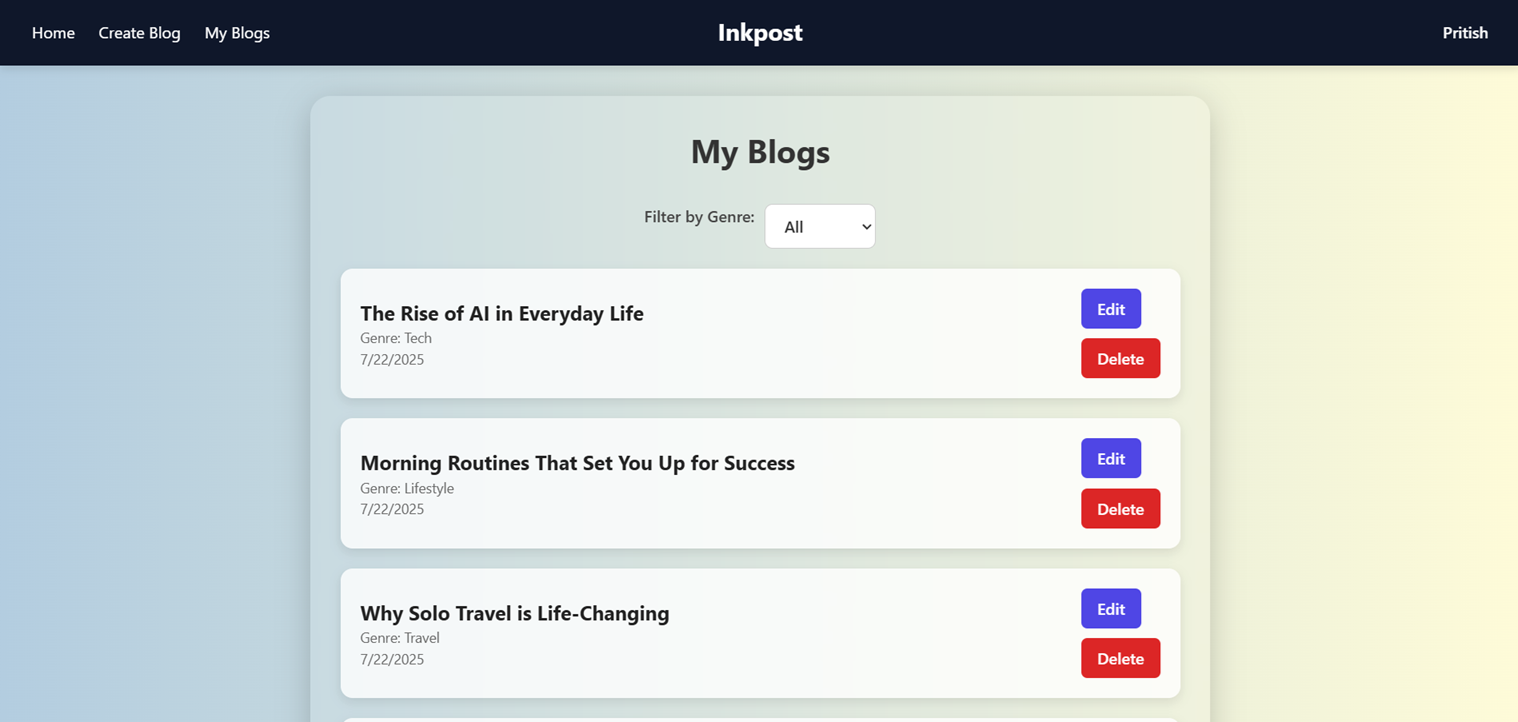 Home Create Blog My Blogs Inkpost Pritish
My Blogs
Filter by Genre: All
The Rise of AI in Everyday Life
Genre: Tech
7/22/2025
Edit
Delete
Morning Routines That Set You Up for Success
Genre: Lifestyle
7/22/2025
Edit
Delete
Why Solo Travel is Life-Changing
Genre: Travel
7/22/2025
Edit
Delete